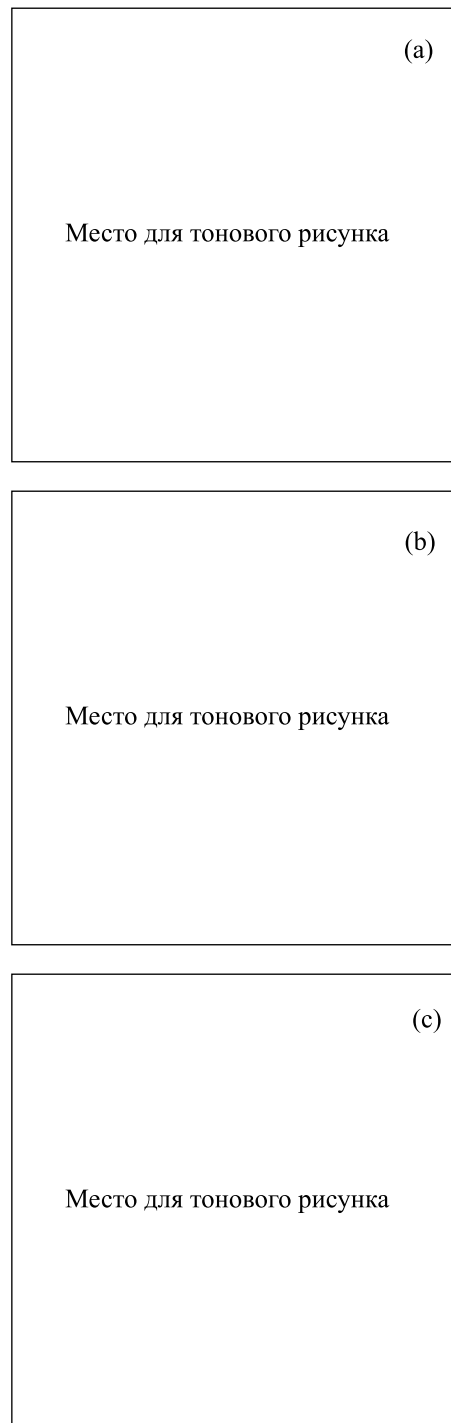 (a)
Место для тонового рисунка
(b)
Место для тонового рисунка
(c)
Место для тонового рисунка